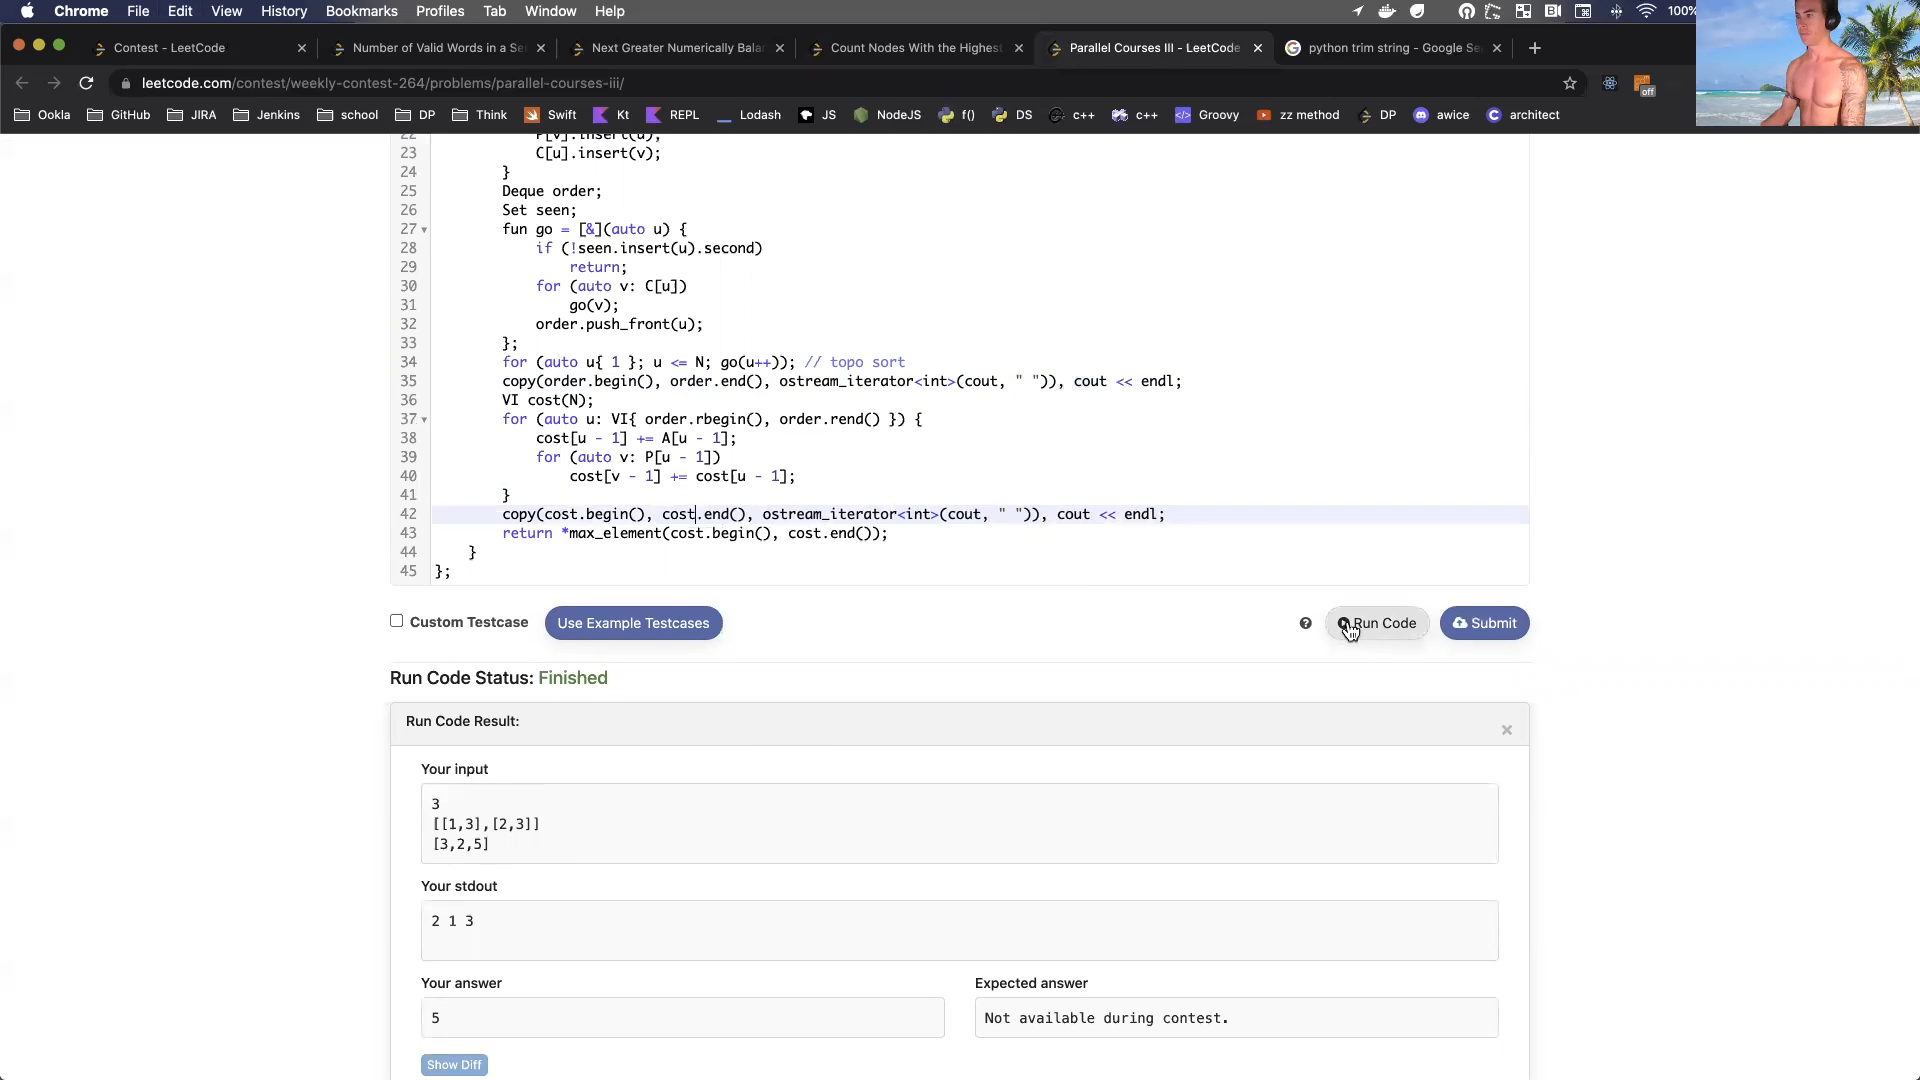 Chrome File Edit View History Bookmarks Profiles Tab Window Help 100%
Contest - LeetCode
Number of Valid Words in a Se
Next Greater Numerically Balan
Count Nodes With the Highest
Parallel Courses III - LeetCode
python trim string - Google Se
leetcode.com/contest/weekly-contest-264/problems/parallel-courses-iii/
off
Ookla GitHub JIRA Jenkins school DP Think Swift Kt REPL Lodash JS NodeJS f() DS c++ c++ Groovy zz method DP awice architect
22 P[v].insert(u);
23 C[u].insert(v);
24 }
25 Deque order;
26 Set seen;
27 fun go = [&](auto u) {
28 if (!seen.insert(u).second)
29 return;
30 for (auto v: C[u])
31 go(v);
32 order.push_front(u);
33 };
34 for (auto u{ 1 }; u <= N; go(u++)); // topo sort
35 copy(order.begin(), order.end(), ostream_iterator<int>(cout, " ")), cout << endl;
36 VI cost(N);
37 for (auto u: VI{ order.rbegin(), order.rend() }) {
38 cost[u - 1] += A[u - 1];
39 for (auto v: P[u - 1])
40 cost[v - 1] += cost[u - 1];
41 }
42 copy(cost.begin(), cost.end(), ostream_iterator<int>(cout, " ")), cout << endl;
43 return *max_element(cost.begin(), cost.end());
44 }
45 };
Custom Testcase Use Example Testcases ? Run Code Submit
Run Code Status: Finished
Run Code Result:
Your input
3
[[1,3],[2,3]]
[3,2,5]
Your stdout
2 1 3
Your answer
5
Expected answer
Not available during contest.
Show Diff